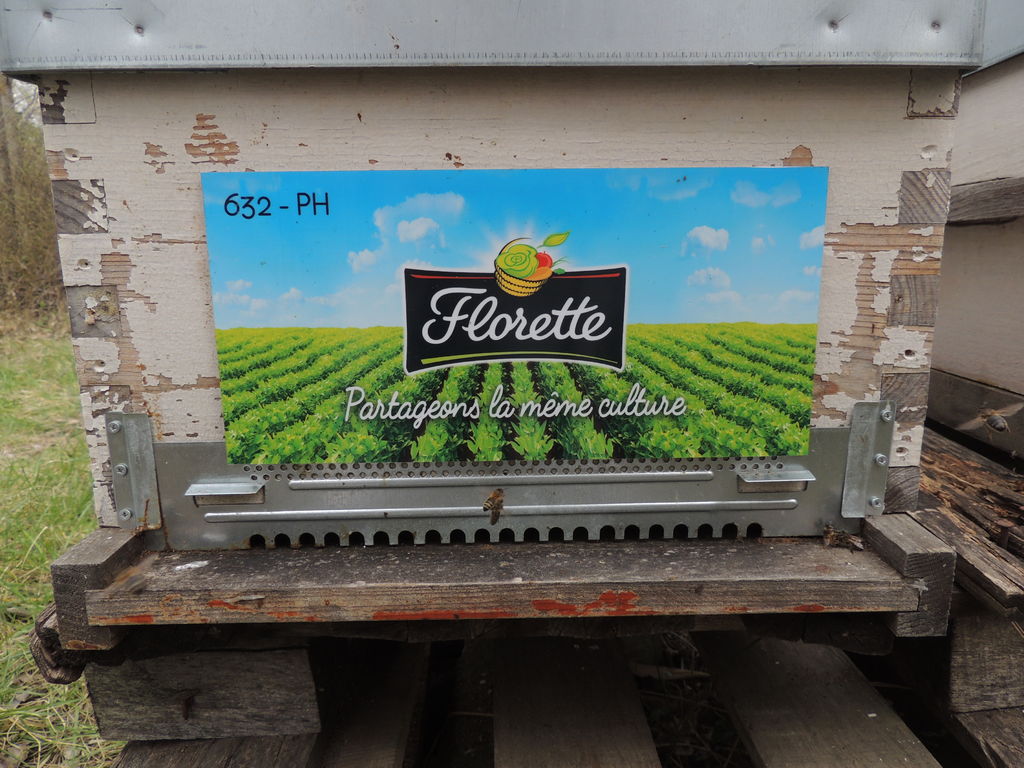 632 - PH
Florette
Partageons la même culture